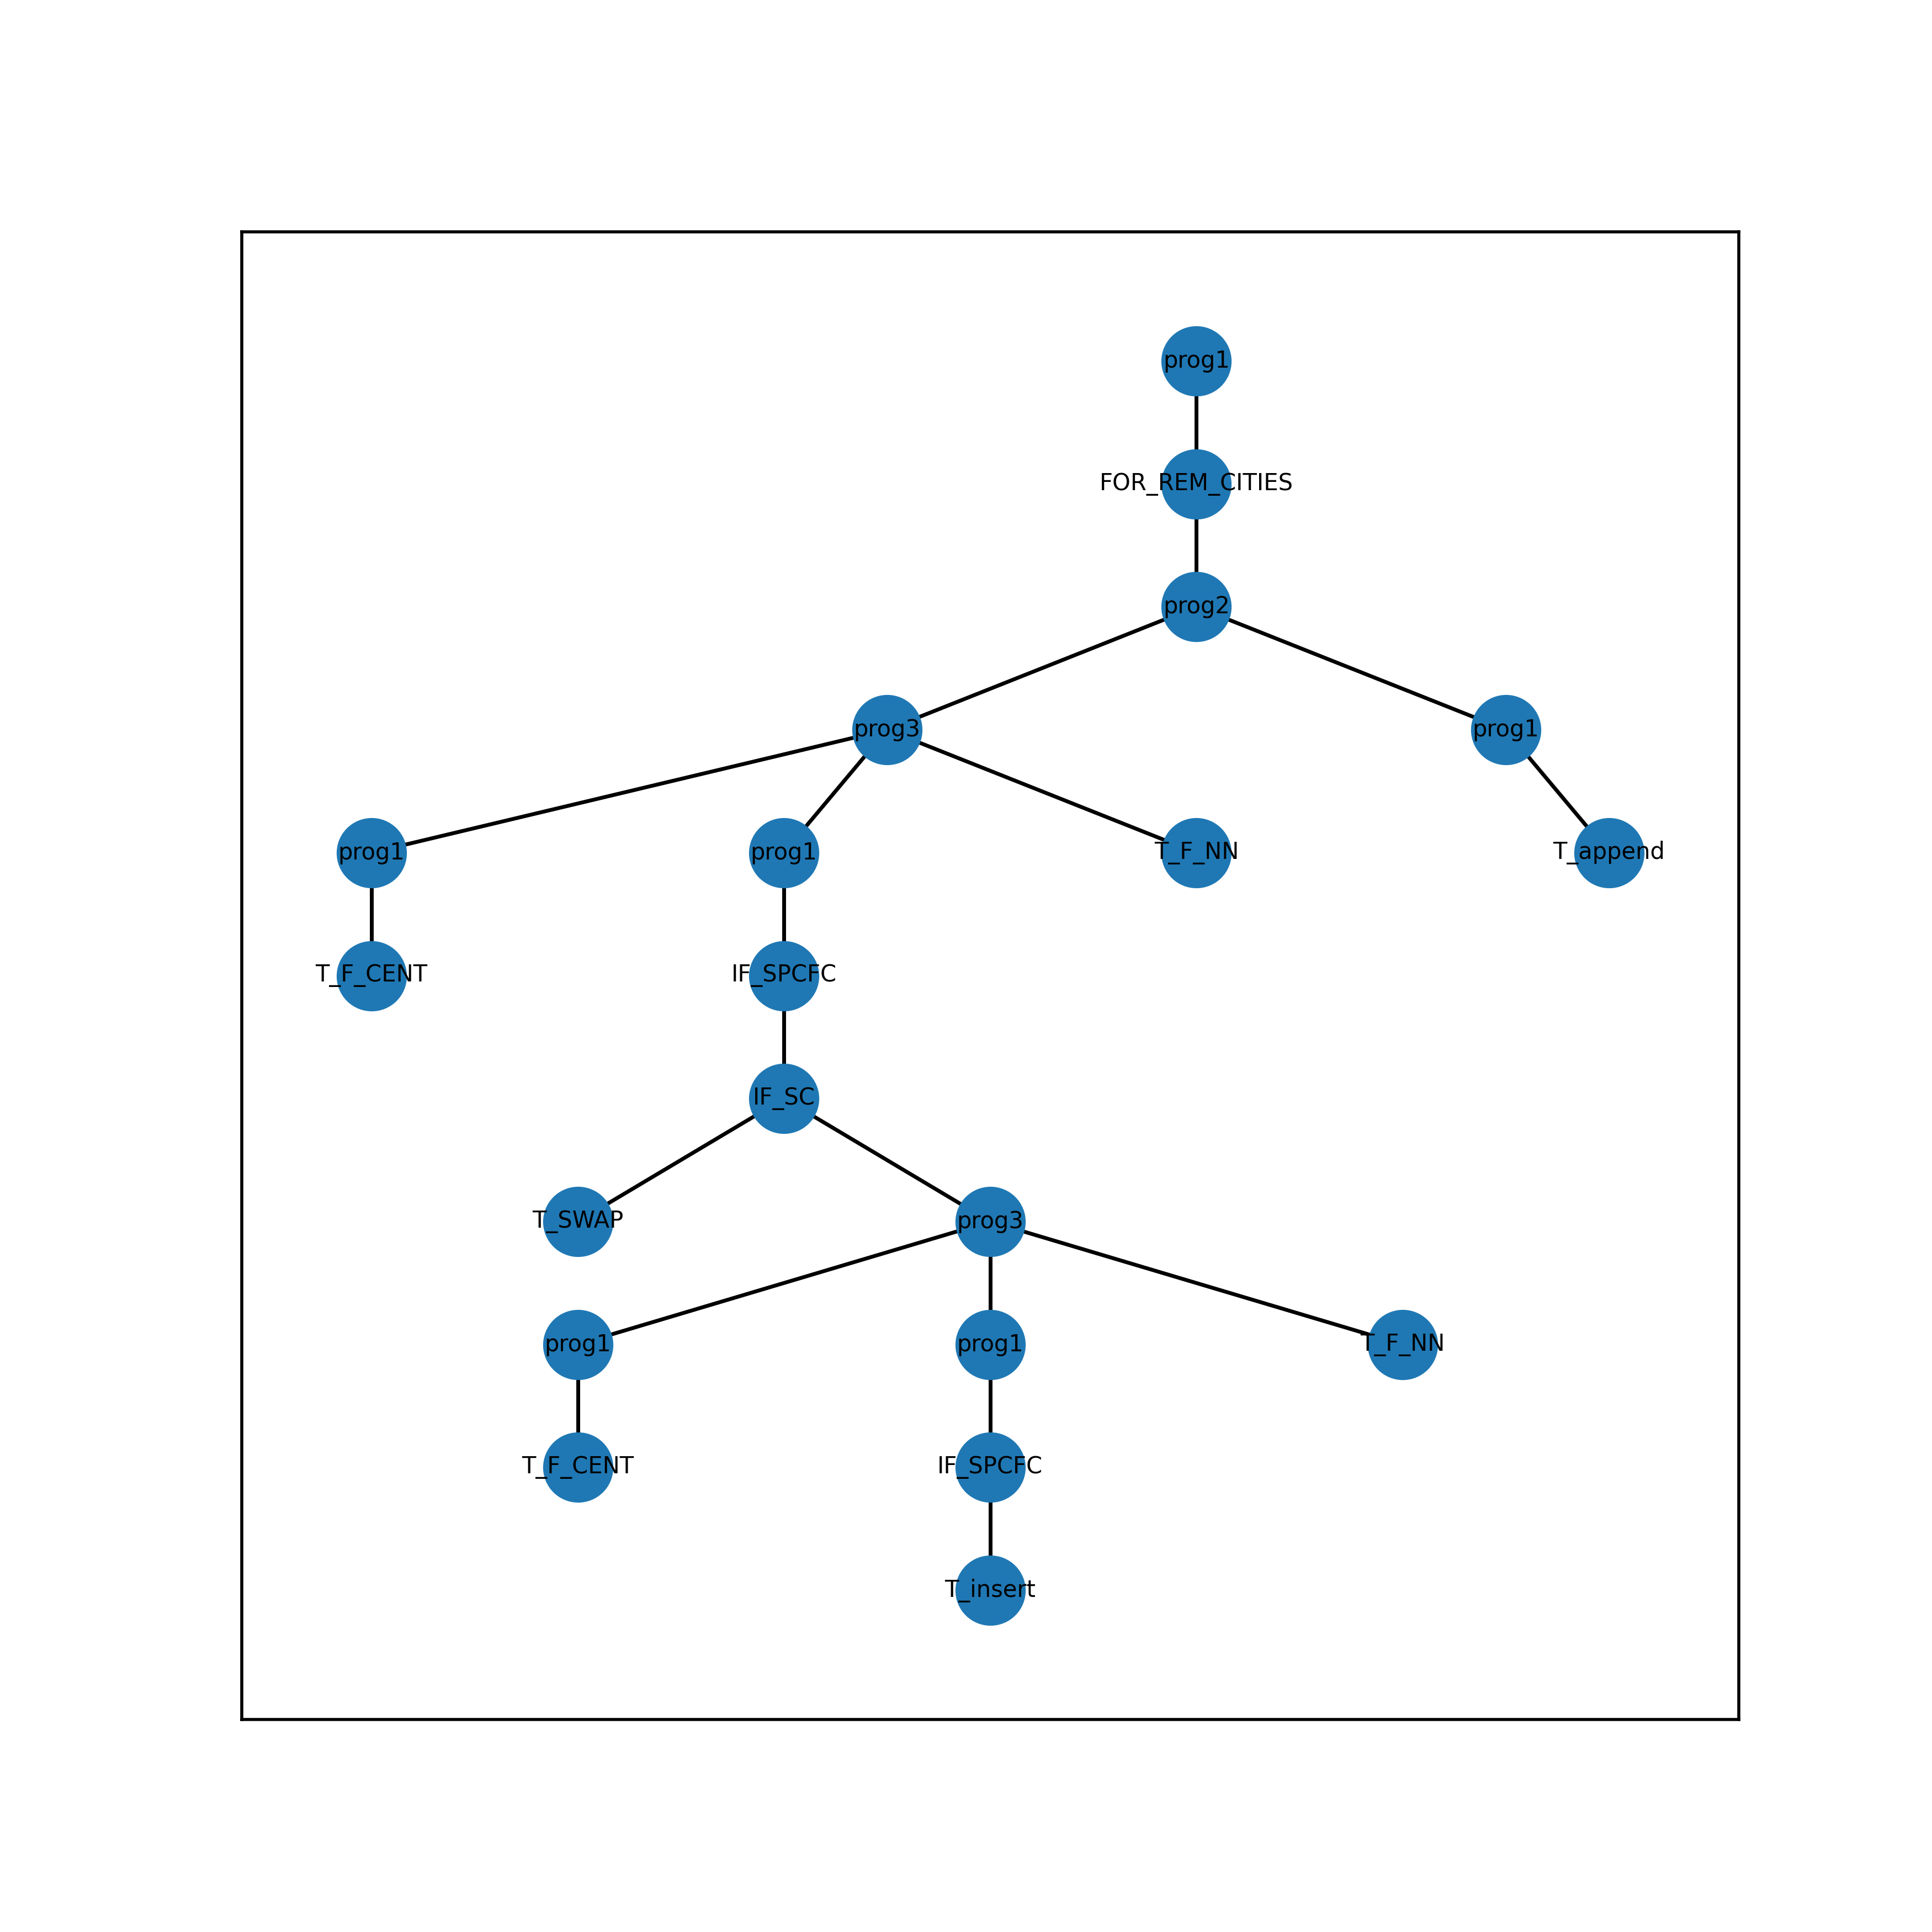 prog1
FOR_REM_CITIES
prog2
prog3
prog1
prog1
prog1
T_F_NN
T_append
T_F_CENT
IF_SPCFC
IF_SC
T_SWAP
prog3
prog1
prog1
T_F_NN
T_F_CENT
IF_SPCFC
T_insert